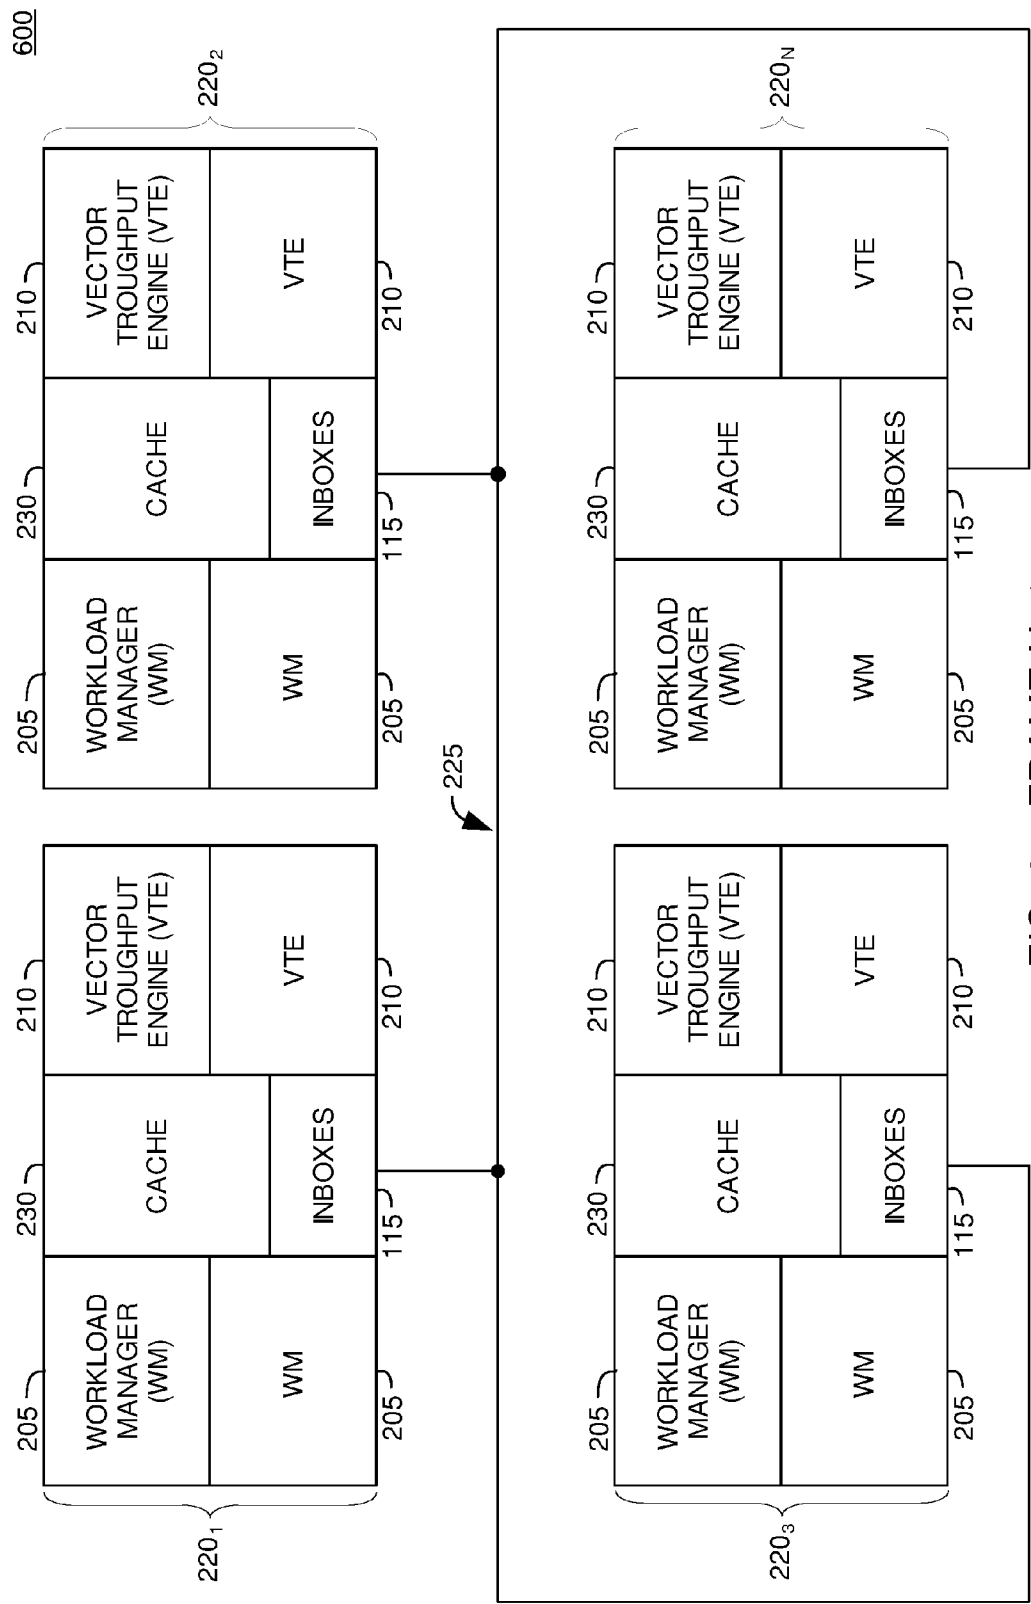 600
210
230
205
VECTOR
TROUGHPUT
ENGINE (VTE)
CACHE
WORKLOAD
MANAGER
(WM)
VTE
INBOXES
WM
210
115
205
220₂
210
230
205
VECTOR
TROUGHPUT
ENGINE (VTE)
CACHE
WORKLOAD
MANAGER
(WM)
VTE
INBOXES
WM
210
115
205
220₁
225
210
230
205
VECTOR
TROUGHPUT
ENGINE (VTE)
CACHE
WORKLOAD
MANAGER
(WM)
VTE
INBOXES
WM
210
115
205
220N
210
230
205
VECTOR
TROUGHPUT
ENGINE (VTE)
CACHE
WORKLOAD
MANAGER
(WM)
VTE
INBOXES
WM
210
115
205
220₃